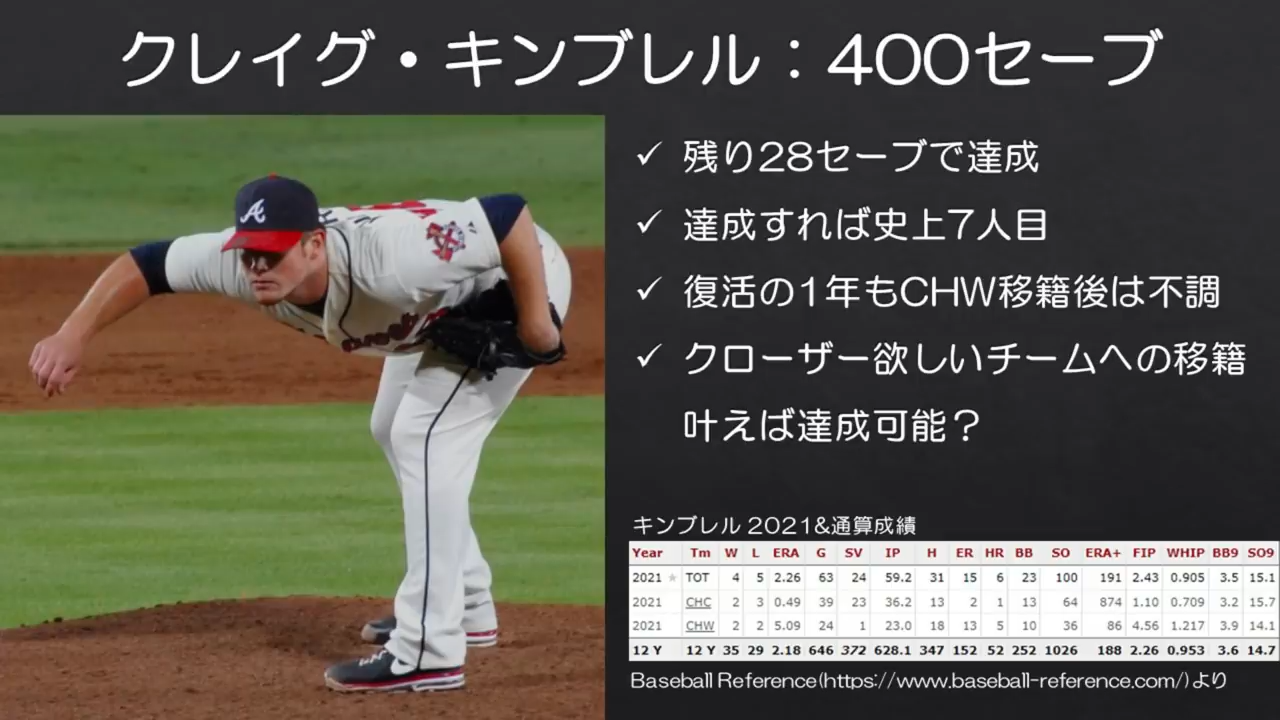 クレイグ・キンブレル：400セーブ
✓ 残り28セーブで達成
✓ 達成すれば史上7人目
✓ 復活の1年もCHW移籍後は不調
✓ クローザー欲しいチームへの移籍
叶えば達成可能？
A
キンブレル 2021&通算成績
Year Tm W L ERA G SV IP H ER HR BB SO ERA+ FIP WHIP BB9 SO9
2021 ★ TOT 4 5 2.26 63 24 59.2 31 15 6 23 100 191 2.43 0.905 3.5 15.1
2021 CHC 2 3 0.49 39 23 36.2 13 2 1 13 64 874 1.10 0.709 3.2 15.7
2021 CHW 2 2 5.09 24 1 23.0 18 13 5 10 36 86 4.56 1.217 3.9 14.1
12 Y 12 Y 35 29 2.18 646 372 628.1 347 152 52 252 1026 188 2.26 0.953 3.6 14.7
Baseball Reference(https://www.baseball-reference.com/)より